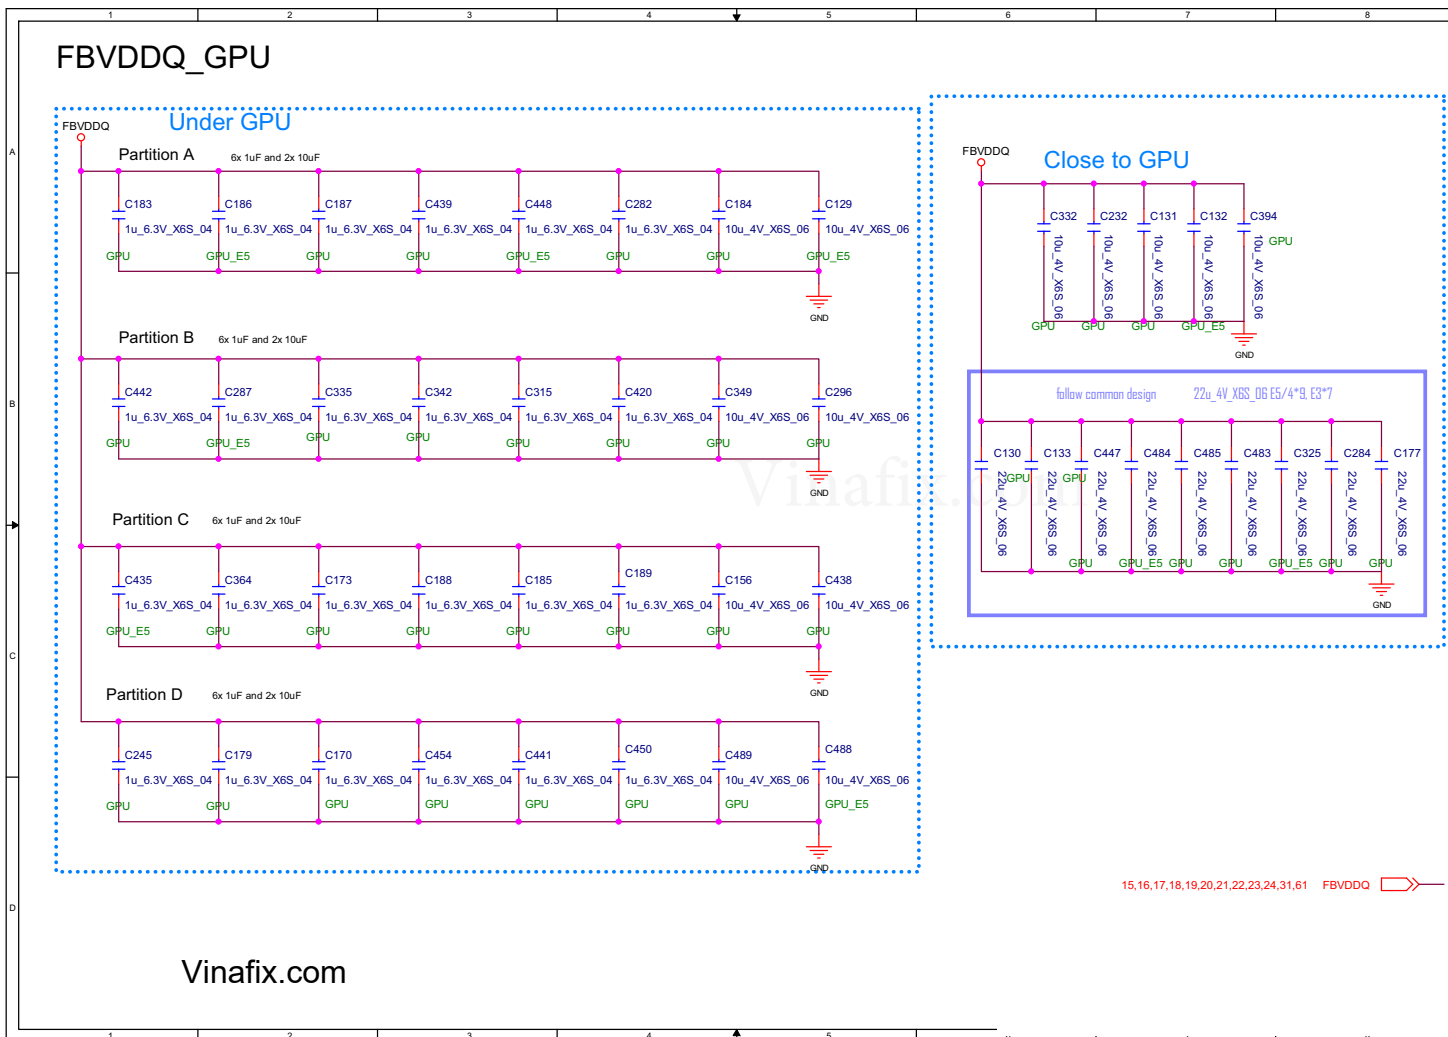 1 2 3 4 5 6 7 8
FBVDDQ_GPU
A
B
C
D
FBVDDQ
Under GPU
Partition A 6x 1uF and 2x 10uF
C183 C186 C187 C439 C448 C282 C184 C129
1u_6.3V_X6S_04 1u_6.3V_X6S_04 1u_6.3V_X6S_04 1u_6.3V_X6S_04 1u_6.3V_X6S_04 1u_6.3V_X6S_04 10u_4V_X6S_06 10u_4V_X6S_06
GPU GPU_E5 GPU GPU GPU_E5 GPU GPU GPU_E5
GND
Partition B 6x 1uF and 2x 10uF
C442 C287 C335 C342 C315 C420 C349 C296
1u_6.3V_X6S_04 1u_6.3V_X6S_04 1u_6.3V_X6S_04 1u_6.3V_X6S_04 1u_6.3V_X6S_04 1u_6.3V_X6S_04 10u_4V_X6S_06 10u_4V_X6S_06
GPU GPU_E5 GPU GPU GPU GPU GPU GPU
GND
Partition C 6x 1uF and 2x 10uF
C435 C364 C173 C188 C185 C189 C156 C438
1u_6.3V_X6S_04 1u_6.3V_X6S_04 1u_6.3V_X6S_04 1u_6.3V_X6S_04 1u_6.3V_X6S_04 1u_6.3V_X6S_04 10u_4V_X6S_06 10u_4V_X6S_06
GPU_E5 GPU GPU GPU GPU GPU GPU GPU
GND
Partition D 6x 1uF and 2x 10uF
C245 C179 C170 C454 C441 C450 C489 C488
1u_6.3V_X6S_04 1u_6.3V_X6S_04 1u_6.3V_X6S_04 1u_6.3V_X6S_04 1u_6.3V_X6S_04 1u_6.3V_X6S_04 10u_4V_X6S_06 10u_4V_X6S_06
GPU GPU GPU GPU GPU GPU GPU GPU_E5
GND
FBVDDQ
Close to GPU
C332 C232 C131 C132 C394
10u_4V_X6S_06 10u_4V_X6S_06 10u_4V_X6S_06 10u_4V_X6S_06 10u_4V_X6S_06
GPU
GPU GPU GPU GPU_E5
GND
follow common design 22u_4V_X6S_06 E5/4*9, E3*7
C130 C133 C447 C484 C485 C483 C325 C284 C177
22u_4V_X6S_06 22u_4V_X6S_06 22u_4V_X6S_06 22u_4V_X6S_06 22u_4V_X6S_06 22u_4V_X6S_06 22u_4V_X6S_06 22u_4V_X6S_06 22u_4V_X6S_06
GPU GPU
GPU GPU_E5 GPU GPU GPU_E5 GPU GPU
GND
Vinafix.com
15,16,17,18,19,20,21,22,23,24,31,61 FBVDDQ
Vinafix.com
1 2 3 4 5